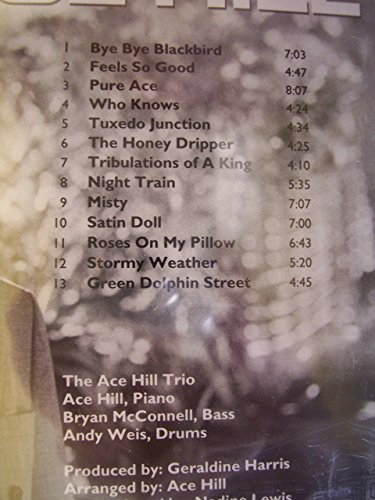 1 Bye Bye Blackbird 7:03
2 Feels So Good 4:47
3 Pure Ace 8:07
4 Who Knows 4:24
5 Tuxedo Junction 4:34
6 The Honey Dripper 4:25
7 Tribulations of A King 4:10
8 Night Train 5:35
9 Misty 7:07
10 Satin Doll 7:00
11 Roses On My Pillow 6:43
12 Stormy Weather 5:20
13 Green Dolphin Street 4:45
The Ace Hill Trio
Ace Hill, Piano
Bryan McConnell, Bass
Andy Weis, Drums
Produced by: Geraldine Harris
Arranged by: Ace Hill
Nadine Lewis